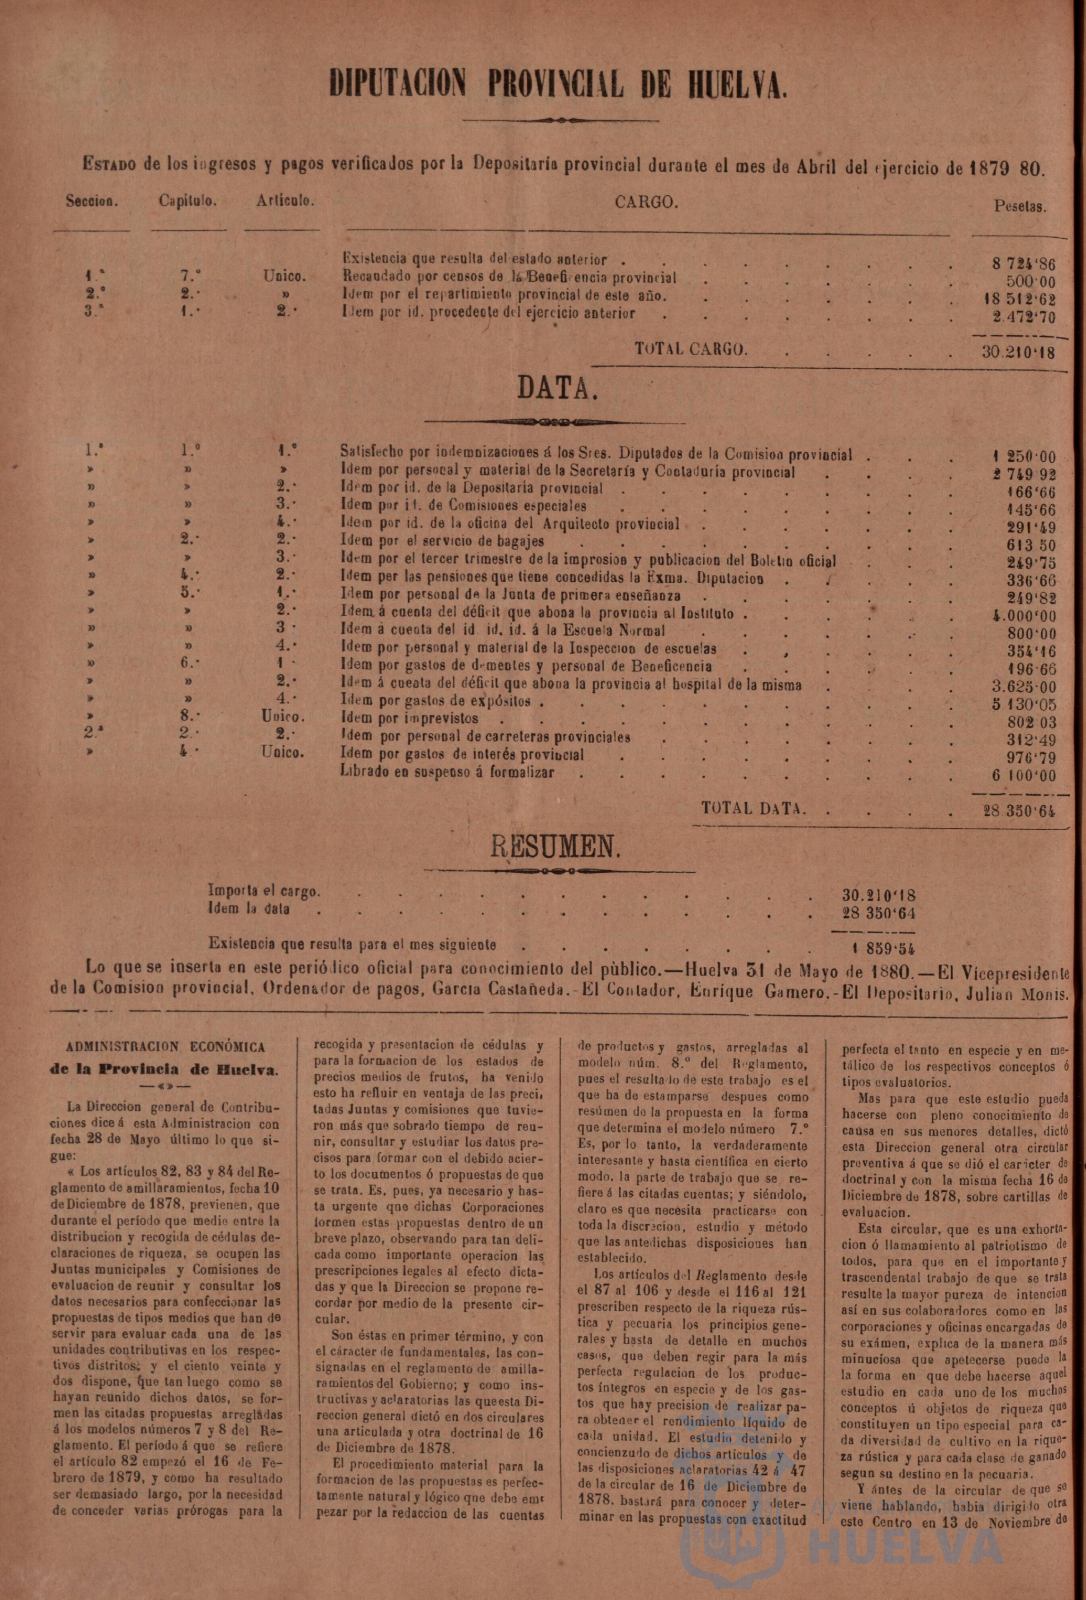 DIPUTACION PROVINCIAL DE HUELVA.
ESTADO de los ingresos y pagos verificados por la Depositaría provincial durante el mes de Abril del ejercicio de 1879 80.
Seccion. Capítulo. Artículo. CARGO. Pesetas.
Existencia que resulta del estado anterior . 8 724'86
1.ª 7.º Unico. Recaudado por censos de la Beneficencia provincial 500'00
2.ª 2.º » Idem por el repartimiento provincial de este año. 18 512'62
3.ª 1.º 2.º Idem por id. procedente del ejercicio anterior 2.472'70
TOTAL CARGO. 30.210'18
DATA.
1.ª 1.º 1.º Satisfecho por indemnizaciones á los Sres. Diputados de la Comision provincial 1 250'00
» » » Idem por personal y material de la Secretaría y Contaduría provincial 2 749 92
» » 2.º Idem por id. de la Depositaría provincial 166'66
» » 3.º Idem por id. de Comisiones especiales 145'66
» » 4.º Idem por id. de la oficina del Arquitecto provincial 291'49
» 2.º 2.º Idem por el servicio de bagajes 613 50
» » 3.º Idem por el tercer trimestre de la impresion y publicacion del Boletin oficial 249'75
» 4.º 2.º Idem per las pensiones que tiene concedidas la Exma. Diputacion 336'66
» 5.º 1.º Idem por personal de la Junta de primera enseñanza 249'82
» » 2.º Idem á cuenta del déficit que abona la provincia al Instituto 4.000'00
» » 3 º Idem á cuenta del id. id. id. á la Escuela Normal 800'00
» » 4.º Idem por personal y material de la Inspeccion de escuelas 354'16
» 6.º 1 º Idem por gastos de dementes y personal de Beneficencia 196'66
» » 2.º Idem á cuenta del déficit que abona la provincia al hospital de la misma 3.625'00
» » 4.º Idem por gastos de expósitos 5 130'05
» 8.º Unico. Idem por imprevistos 802 03
2.ª 2.º 2.º Idem por personal de carreteras provinciales 312'49
» 4.º Unico. Idem por gastos de interés provincial 976'79
Librado en suspenso á formalizar 6 100'00
TOTAL DATA. 28 350'64
RESUMEN.
Importa el cargo. 30.210'18
Idem la data 28 350'64
Existencia que resulta para el mes siguiente 1 859'54
Lo que se inserta en este periódico oficial para conocimiento del público.—Huelva 31 de Mayo de 1880.—El Vicepresidente
de la Comision provincial, Ordenador de pagos, García Castañeda.-El Contador, Enrique Gamero.-El Depositario, Julian Monis.
ADMINISTRACION ECONÓMICA
de la Provincia de Huelva.
La Direccion general de Contribu-
ciones dice á esta Administracion con
fecha 28 de Mayo último lo que si-
gue:
« Los artículos 82, 83 y 84 del Re-
glamento de amillaramientos, fecha 10
de Diciembre de 1878, previenen, que
durante el período que medie entre la
distribucion y recogida de cédulas de-
claraciones de riqueza, se ocupen las
Juntas municipales y Comisiones de
evaluacion de reunir y consultar los
datos necesarios para confeccionar las
propuestas de tipos medios que han de
servir para evaluar cada una de las
unidades contributivas en los respec-
tivos distritos; y el ciento veinte y
dos dispone, que tan luego como se
hayan reunido dichos datos, se for-
men las citadas propuestas arregladas
á los modelos números 7 y 8 del Re-
glamento. El período á que se refiere
el artículo 82 empezó el 16 de Fe-
brero de 1879, y como ha resultado
ser demasiado largo, por la necesidad
de conceder varias prórogas para la
recogida y presentacion de cédulas y
para la formacion de los estados de
precios medios de frutos, ha venido
esto ha refluir en ventaja de las preci,
tadas Juntas y comisiones que tuvie-
ron más que sobrado tiempo de reu-
nir, consultar y estudiar los datos pre-
cisos para formar con el debido acier-
to los documentos ó propuestas de que
se trata. Es, pues, ya necesario y has-
ta urgente que dichas Corporaciones
formen estas propuestas dentro de un
breve plazo, observando para tan deli-
cada como importante operacion las
prescripciones legales al efecto dicta-
das y que la Direccion se propone re-
cordar por medio de la presente cir-
cular.
Son éstas en primer término, y con
el cáracter de fundamentales, las con-
signadas en el reglamento de amilla-
ramientos del Gobierno; y como ins-
tructivas y aclaratorias las que esta Di-
reccion general dictó en dos circulares
una articulada y otra doctrinal de 16
de Diciembre de 1878.
El procedimiento material para la
formacion de las propuestas es perfec-
tamente natural y lógico que debe em
pezar por la redaccion de las cuentas
de productos y gastos, arregladas al
modelo núm. 8.º del Reglamento,
pues el resultado de este trabajo es el
que ha de estamparse despues como
resúmen de la propuesta en la forma
que determina el modelo número 7.º
Es, por lo tanto, la verdaderamente
interesante y hasta científica en cierto
modo, la parte de trabajo que se re-
fiere á las citadas cuentas; y siéndolo,
claro es que necesita practicarse con
toda la discrecion, estudio y método
que las antedichas disposiciones han
establecido.
Los artículos del Reglamento desde
el 87 al 106 y desde el 116 al 121
prescriben respecto de la riqueza rús-
tica y pecuaria los principios gene-
rales y hasta de detalle en muchos
casos, que deben regir para la más
perfecta regulacion de los produc-
tos íntegros en especie y de los gas-
tos que hay precision de realizar pa-
ra obtener el rendimiento líquido de
cada unidad. El estudio detenido y
concienzudo de dichos artículos y de
las disposiciones aclaratorias 42 á 47
de la circular de 16 de Diciembre de
1878, bastará para conocer y deter-
minar en las propuestas con exactitud
perfecta el tanto en especie y en me-
tálico de los respectivos conceptos ó
tipos evaluatorios.
Mas para que este estudio pueda
hacerse con pleno conocimiento de
causa en sus menores detalles, dictó
esta Direccion general otra circular
preventiva á que se dió el carácter de
doctrinal y con la misma fecha 16 de
Diciembre de 1878, sobre cartillas de
evaluacion.
Esta circular, que es una exhorta-
cion ó llamamiento al patriotismo de
todos, para que en el importante y
trascendental trabajo de que se trata
resulte la mayor pureza de intencion
así en sus colaboradores como en las
corporaciones y oficinas encargadas de
su exámen, explica de la manera más
minuciosa que apetecerse puede la
la forma en que debe hacerse aquel
estudio en cada uno de los muchos
conceptos ú objetos de riqueza que
constituyen un tipo especial para ca-
da diversidad de cultivo en la rique-
za rústica y para cada clase de ganado
segun su destino en la pecuaria.
Y ántes de la circular de que se
viene hablando, habia dirigido otra
este Centro en 13 de Noviembre de
HUELVA